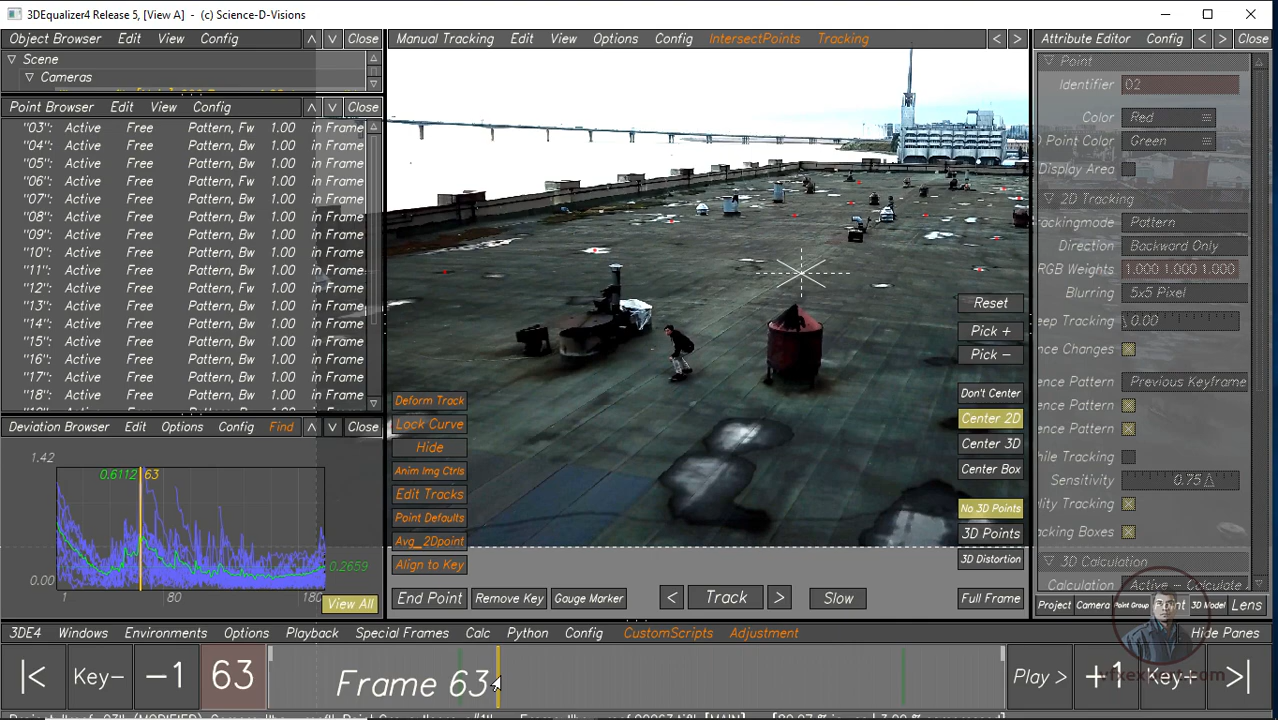 3DEqualizer4 Release 5, [View A]  -  (c) Science-D-Visions
Object Browser Edit View Config Close
Scene
Cameras
Point Browser Edit View Config Close
"03": Active Free Pattern, Fw 1.00 in Frame
"04": Active Free Pattern, Bw 1.00 in Frame
"05": Active Free Pattern, Bw 1.00 in Frame
"06": Active Free Pattern, Fw 1.00 in Frame
"07": Active Free Pattern, Bw 1.00 in Frame
"08": Active Free Pattern, Bw 1.00 in Frame
"09": Active Free Pattern, Bw 1.00 in Frame
"10": Active Free Pattern, Bw 1.00 in Frame
"11": Active Free Pattern, Bw 1.00 in Frame
"12": Active Free Pattern, Fw 1.00 in Frame
"13": Active Free Pattern, Bw 1.00 in Frame
"14": Active Free Pattern, Bw 1.00 in Frame
"15": Active Free Pattern, Bw 1.00 in Frame
"16": Active Free Pattern, Bw 1.00 in Frame
"17": Active Free Pattern, Bw 1.00 in Frame
"18": Active Free Pattern, Bw 1.00 in Frame
Deviation Browser Edit Options Config Find Close
1.42
0.6112 63
0.2659
0.00
1 80 180
View All
Manual Tracking Edit View Options Config IntersectPoints Tracking < >
Reset
Pick +
Pick −
Don't Center
Center 2D
Center 3D
Center Box
No 3D Points
3D Points
3D Distortion
Full Frame
Deform Track
Lock Curve
Hide
Anim Img Ctrls
Edit Tracks
Point Defaults
Avg_2Dpoint
Align to Key
End Point Remove Key Gauge Marker < Track > Slow
Attribute Editor Config < > Close
Point
Identifier 02
Color Red
Point Color Green
Display Area
2D Tracking
Pattern
Direction Backward Only
RGB Weights 1.000 1.000 1.000
Blurring 5x5 Pixel
Tracking 0.00
Changes
Pattern Previous Keyframe
Pattern
Pattern
Tracking
Sensitivity 0.75
Tracking
Boxes
3D Calculation
Calculation Active − Calculate
Project Camera Point Group Point 3D Model Lens
3DE4 Windows Environments Options Playback Special Frames Calc Python Config CustomScripts Adjustment Hide Panes
|< Key− −1 63 Frame 63 Play > +1 Key+ >|